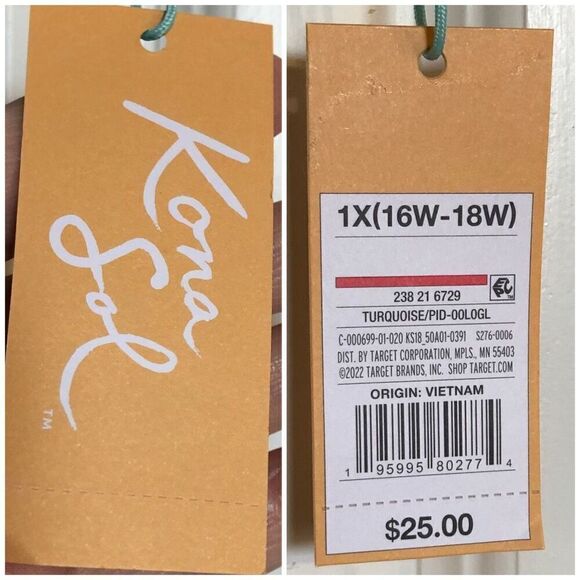 Kona
Sol
TM
1X(16W-18W)
238 21 6729
TURQUOISE/PID-00L0GL
C-000699-01-020 KS18_50A01-0391 S276-0006
DIST. BY TARGET CORPORATION, MPLS., MN 55403
©2022 TARGET BRANDS, INC. SHOP TARGET.COM
ORIGIN: VIETNAM
1 95995 80277 4
$25.00